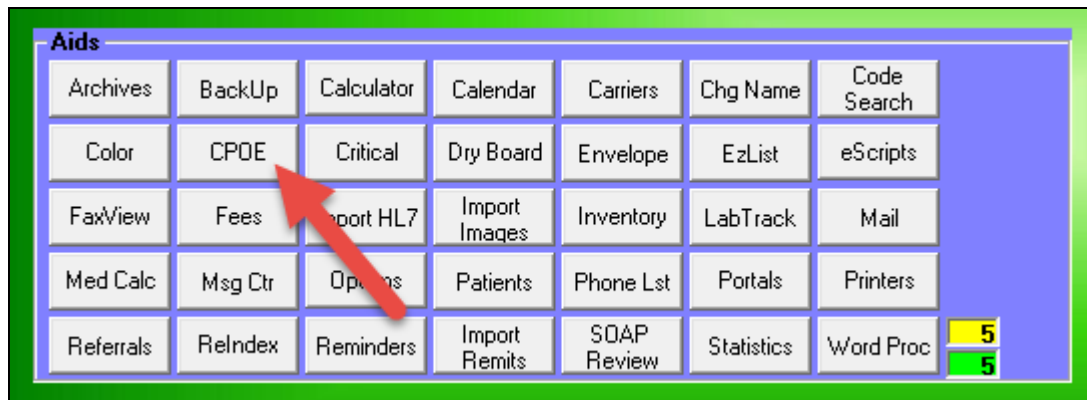 Aids
Archives BackUp Calculator Calendar Carriers Chg Name Code Search
Color CPOE Critical Dry Board Envelope EzList eScripts
FaxView Fees HL7 Import Images Inventory LabTrack Mail
Med Calc Msg Ctr Patients Phone Lst Portals Printers
Referrals ReIndex Reminders Import Remits SOAP Review Statistics Word Proc 5
5